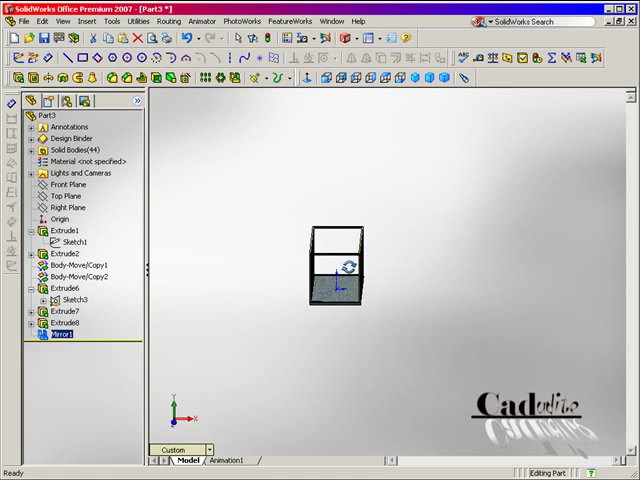 SolidWorks Office Premium 2007 - [Part3 *]
File Edit View Insert Tools Utilities Routing Animator PhotoWorks FeatureWorks Window Help SolidWorks Search
Part3
Annotations
Design Binder
Solid Bodies(44)
Material <not specified>
Lights and Cameras
Front Plane
Top Plane
Right Plane
Origin
Extrude1
Sketch1
Extrude2
Body-Move/Copy1
Body-Move/Copy2
Extrude6
Sketch3
Extrude7
Extrude8
Mirror1
Y
X
Z
Cadudite
Custom
Model Animation1
Ready Editing Part